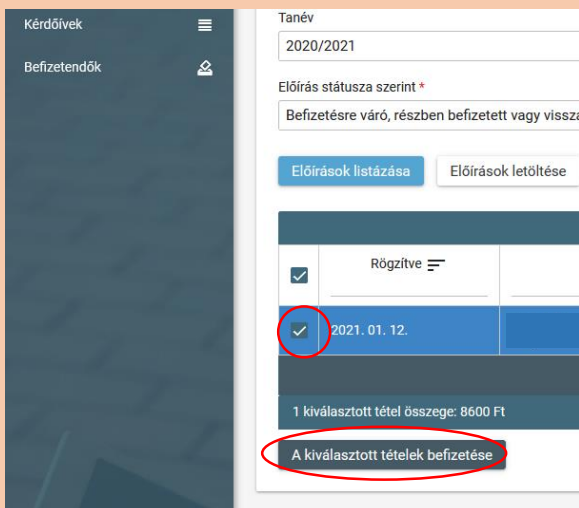 Kérdőívek
Befizetendők
Tanév
2020/2021
Előírás státusza szerint *
Befizetésre váró, részben befizetett vagy vissza
Előírások listázása
Előírások letöltése
Rögzítve
2021. 01. 12.
1 kiválasztott tétel összege: 8600 Ft
A kiválasztott tételek befizetése